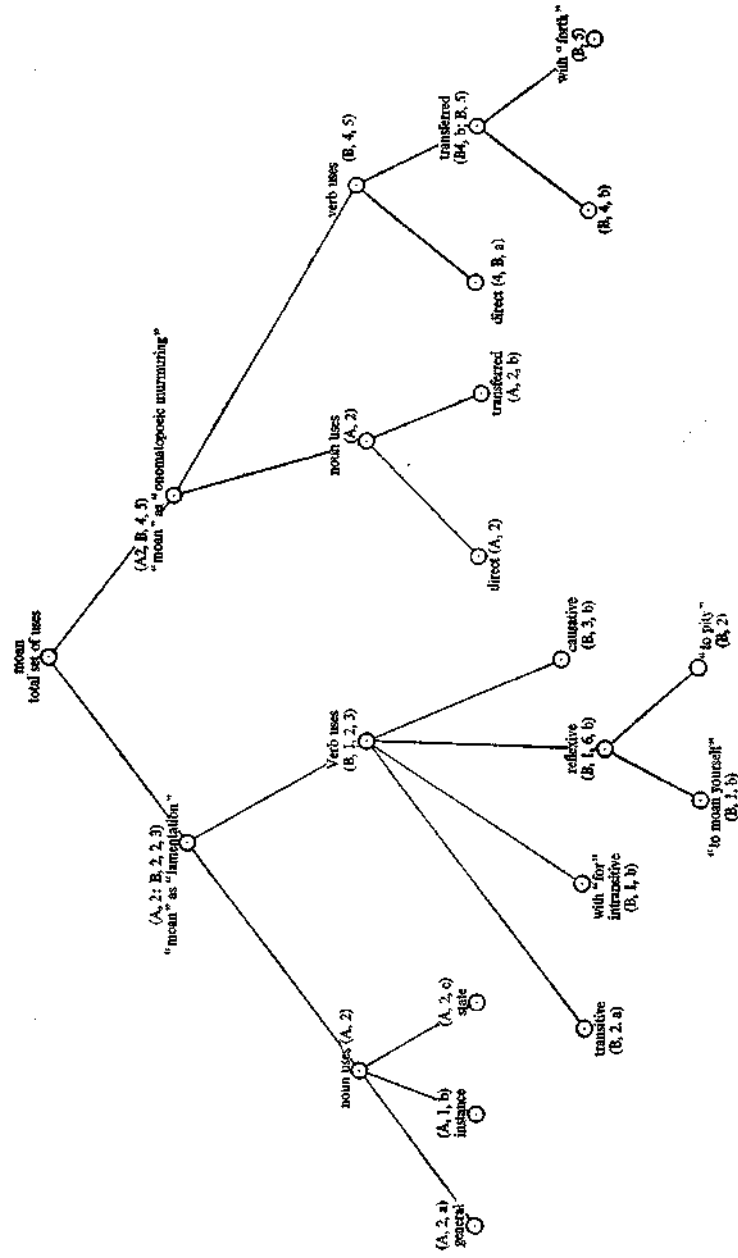 moan
total set of uses
(A, 2: B, 2, 2, 3)
"moan" as "lamentation"
(A2, B, 4, 5)
"moan" as "onomatopoeic murmuring"
noun uses (A, 2)
Verb uses
(B, 1, 2, 3)
noun uses
(A, 2)
verb uses
(B, 4, 5)
(A, 2, a)
general
(A, 1, b)
instance
(A, 2, c)
state
transitive
(B, 2, a)
with "for"
intransitive
(B, 1, b)
reflexive
(B, 1, 6, b)
causative
(B, 3, b)
"to moan yourself"
(B, 1, b)
"to pity"
(B, 2)
direct (A, 2)
transferred
(A, 2, b)
direct (4, B, a)
transferred
(B4, b; B, 5)
(B, 4, b)
with "forth"
(B, 5)